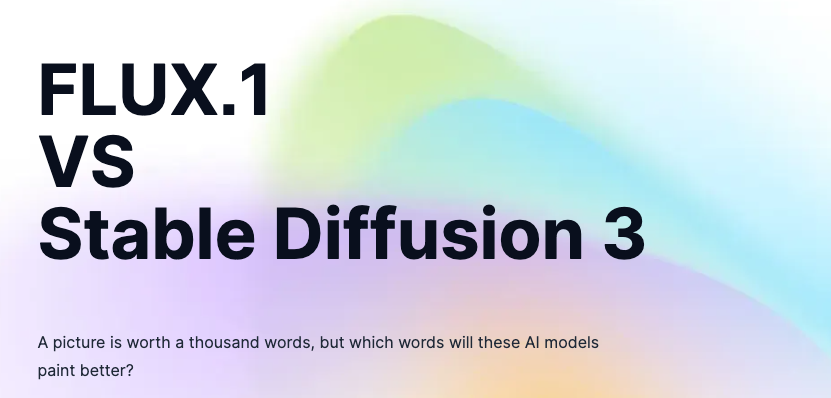 FLUX.1
VS
Stable Diffusion 3
A picture is worth a thousand words, but which words will these AI models
paint better?